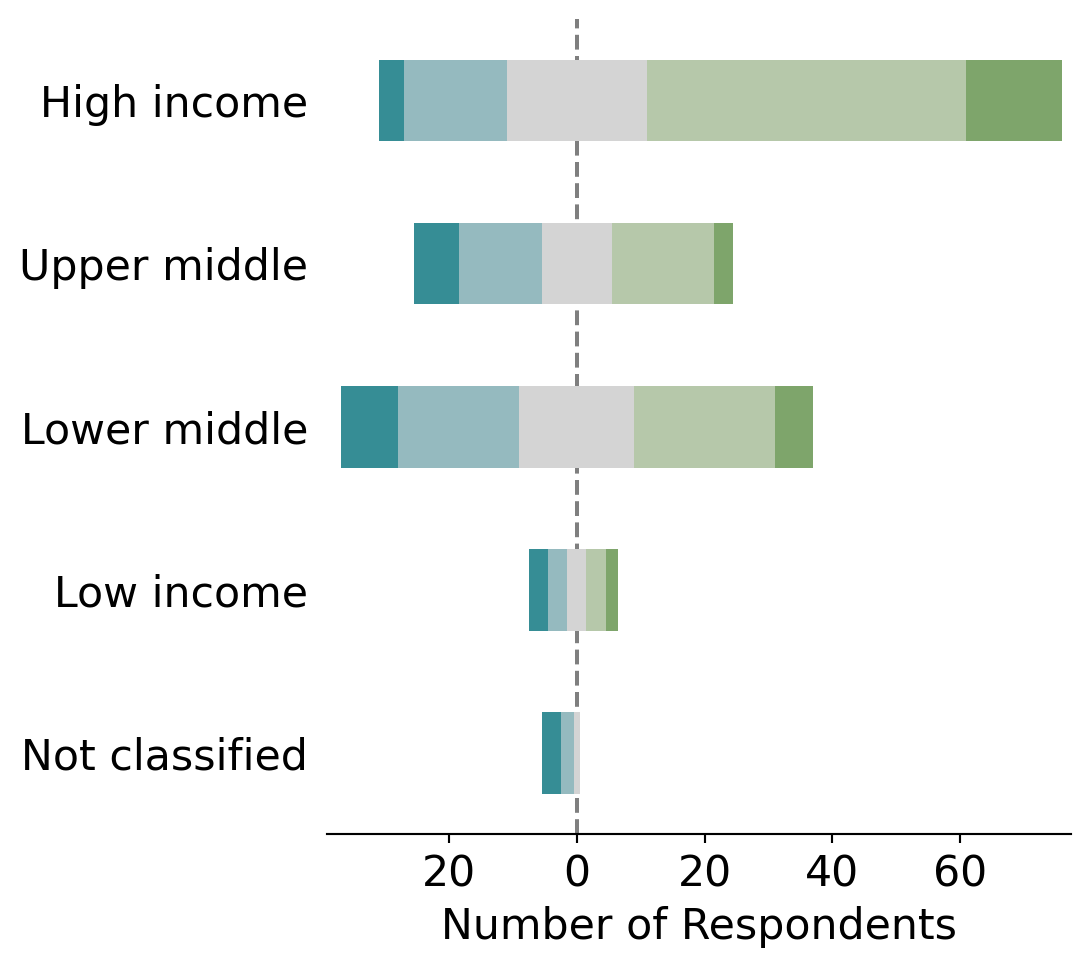 High income
Upper middle
Lower middle
Low income
Not classified
20 0 20 40 60
Number of Respondents